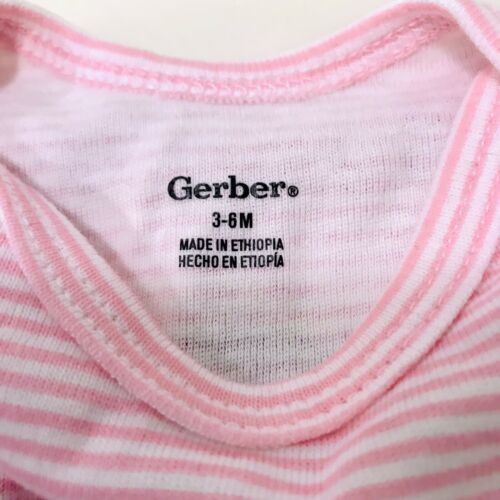 Gerber®
3-6M
MADE IN ETHIOPIA
HECHO EN ETIOPÍA